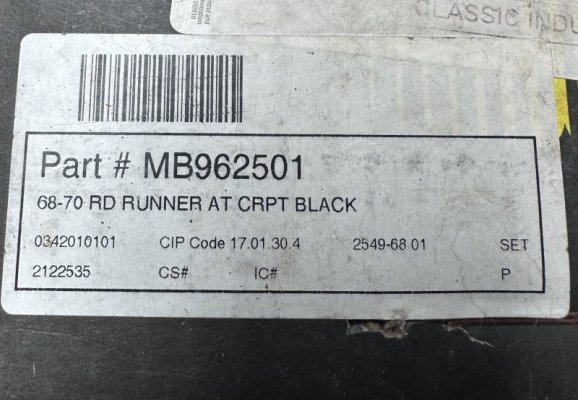 CLASSIC INDU
Part # MB962501
68-70 RD RUNNER AT CRPT BLACK
0342010101 CIP Code 17.01.30.4 2549-68 01 SET
2122535 CS# IC# P